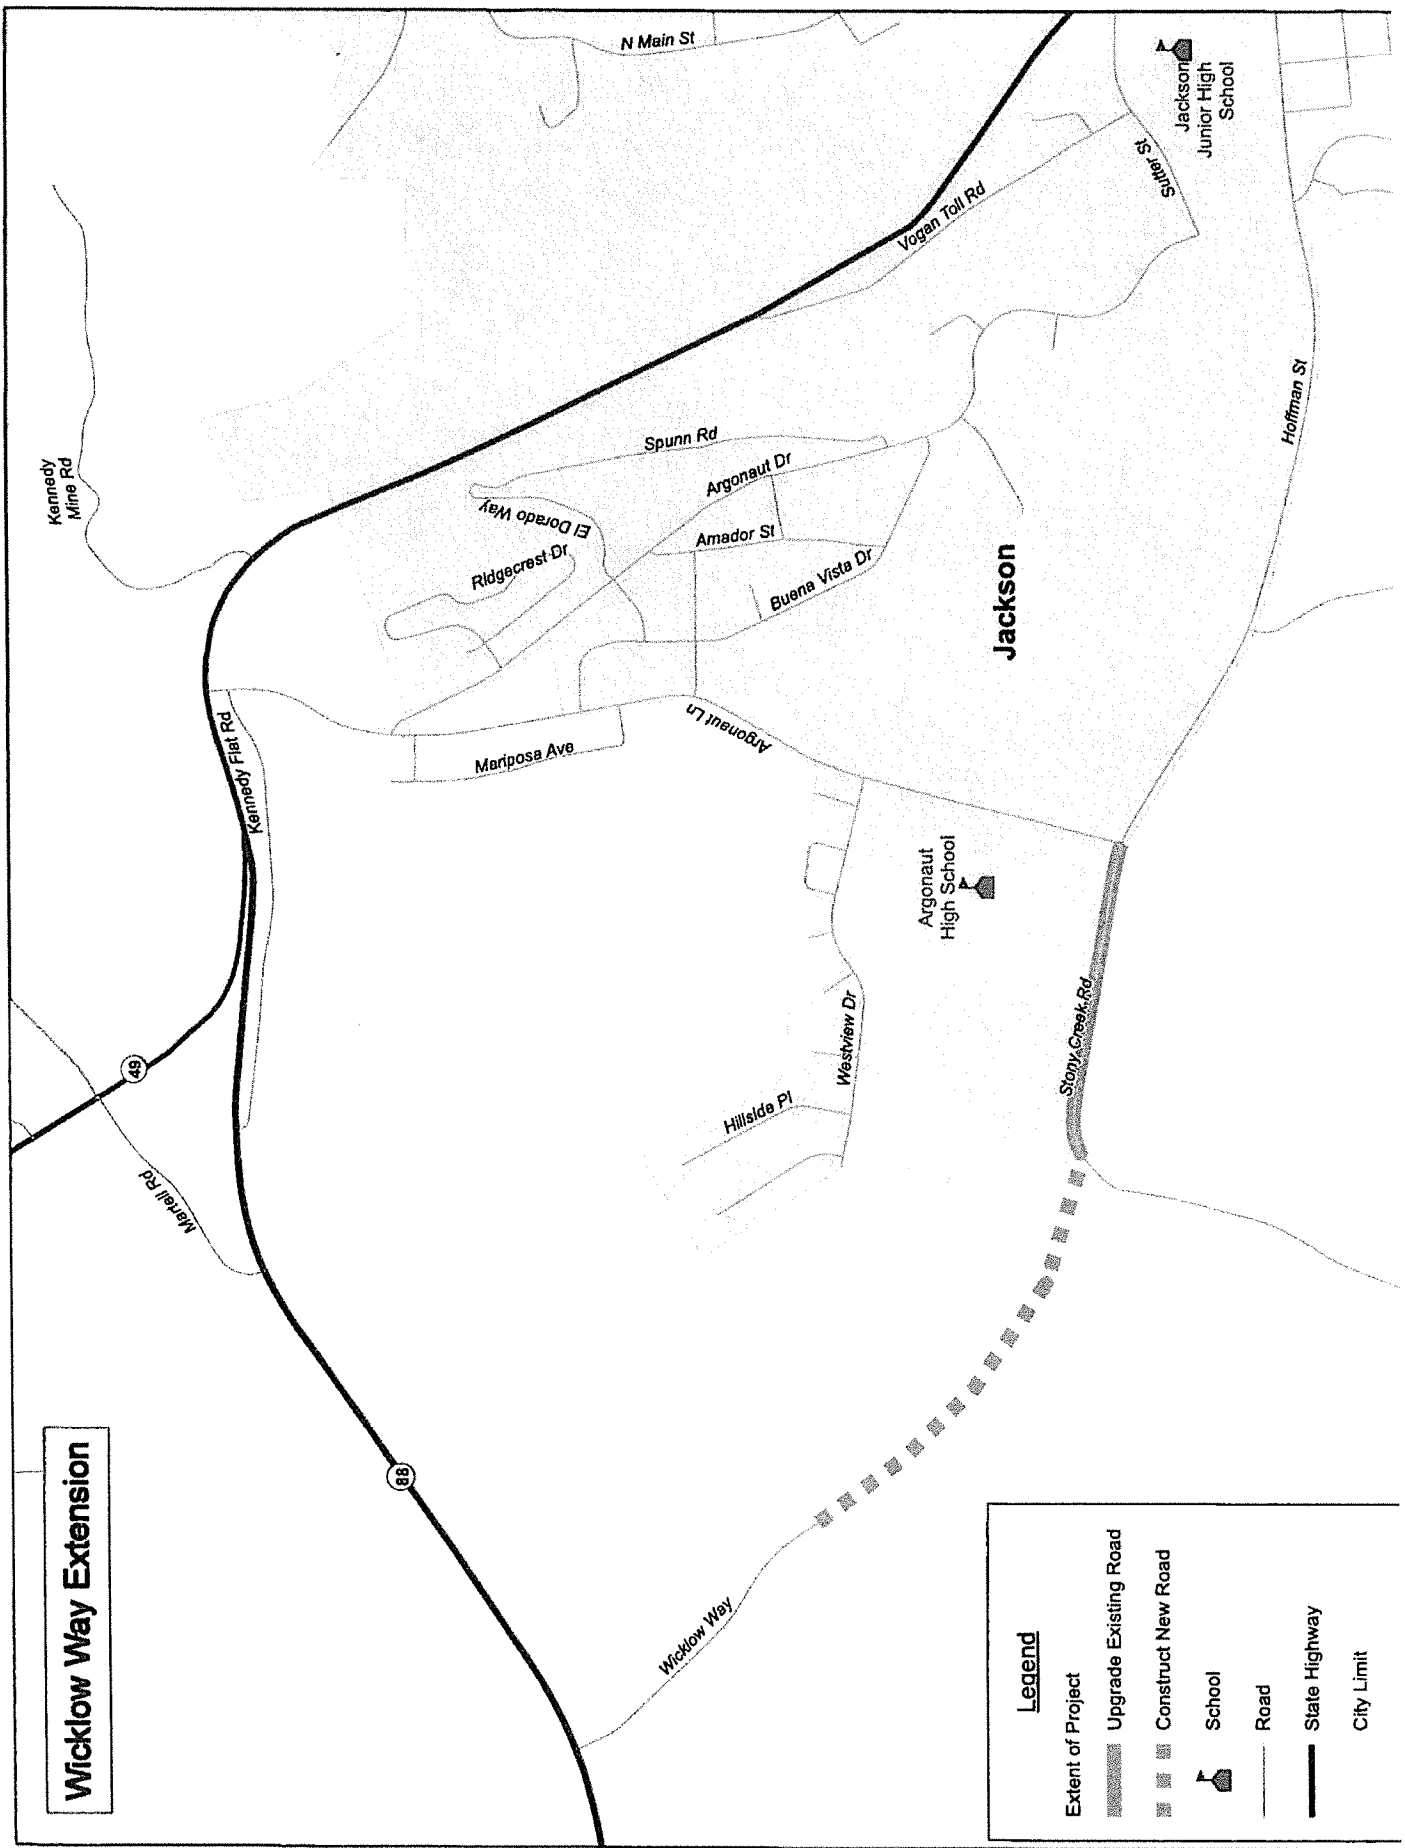 Wicklow Way Extension
88
Martell Rd
49
Kennedy Flat Rd
Kennedy
Mine Rd
N Main St
Wicklow Way
Hillside Pl
Westview Dr
Mariposa Ave
Argonaut Ln
Ridgecrest Dr
El Dorado Way
Spunn Rd
Argonaut Dr
Amador St
Buena Vista Dr
Vogan Toll Rd
Sutter St
Jackson
Junior High
School
Argonaut
High School
Jackson
Stony Creek Rd
Hoffman St
Legend
Extent of Project
Upgrade Existing Road
Construct New Road
School
Road
State Highway
City Limit